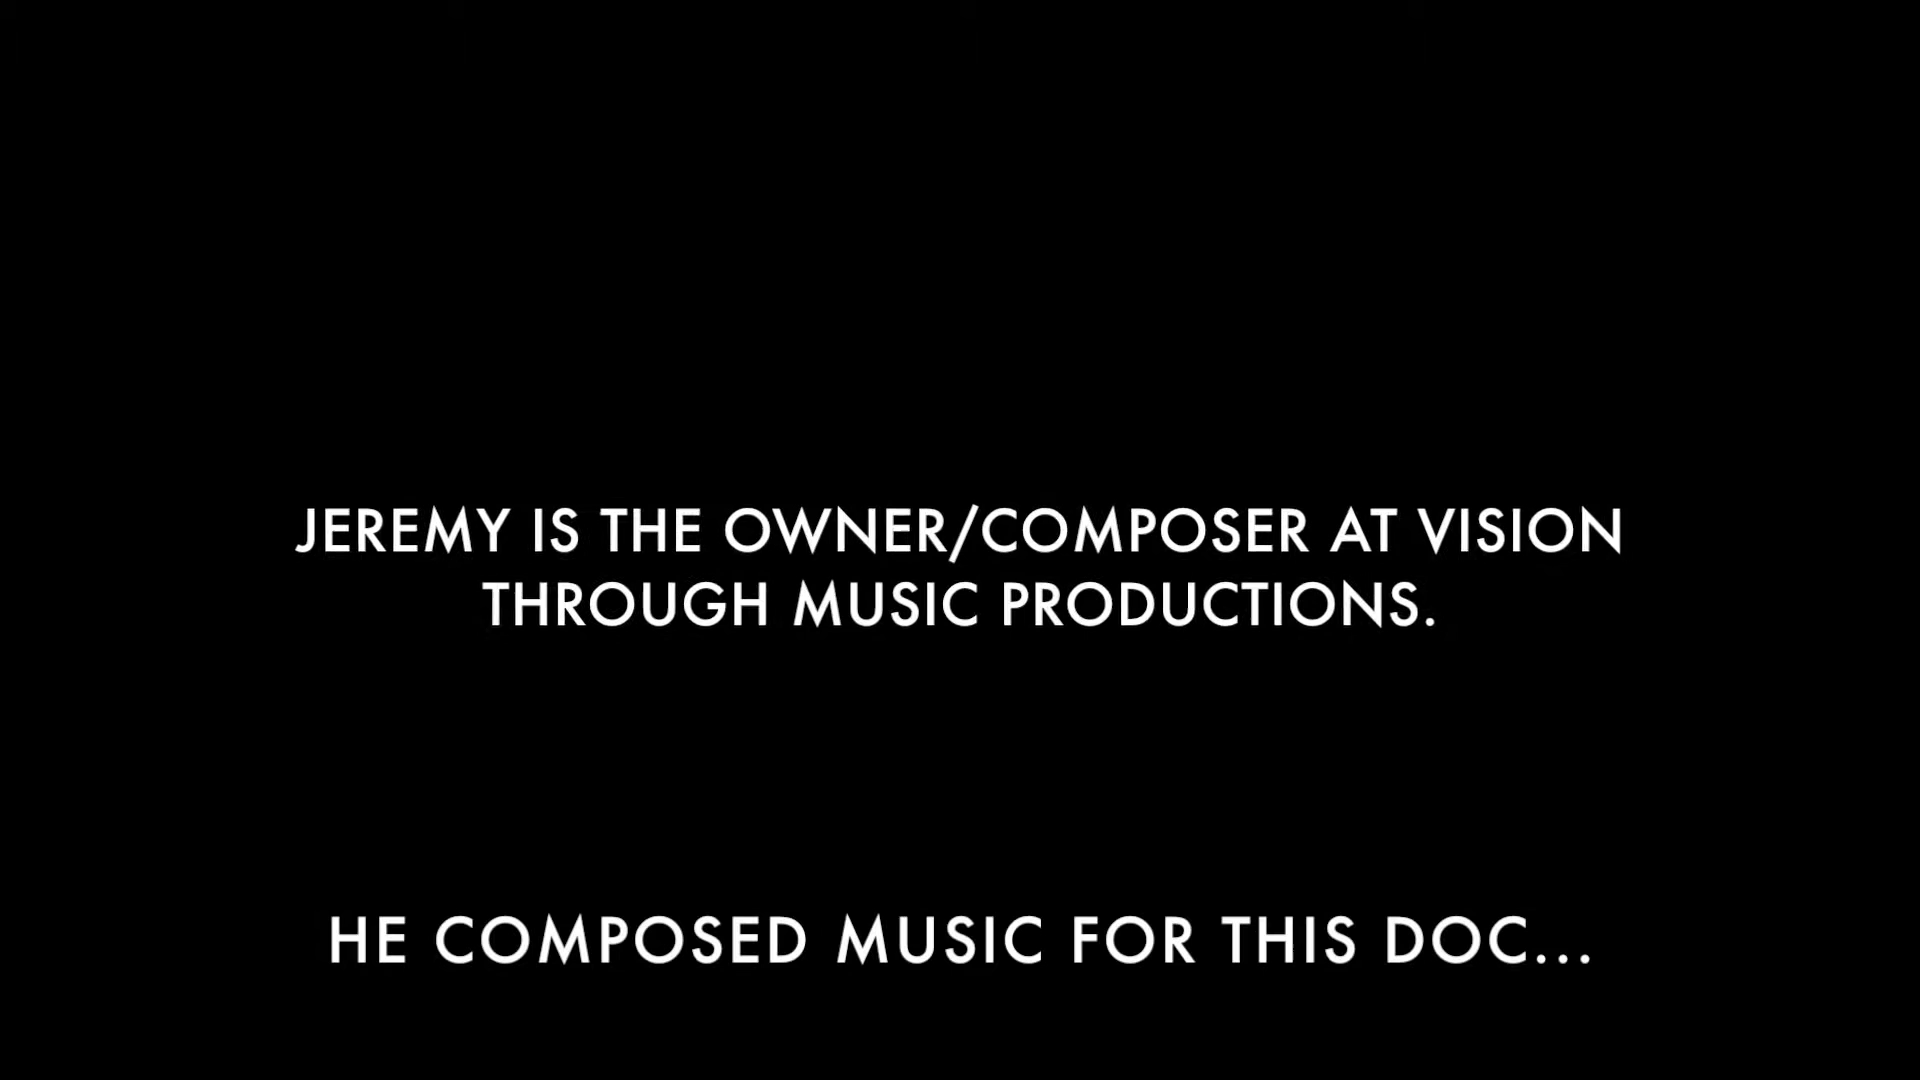 JEREMY IS THE OWNER/COMPOSER AT VISION
THROUGH MUSIC PRODUCTIONS.
HE COMPOSED MUSIC FOR THIS DOC...